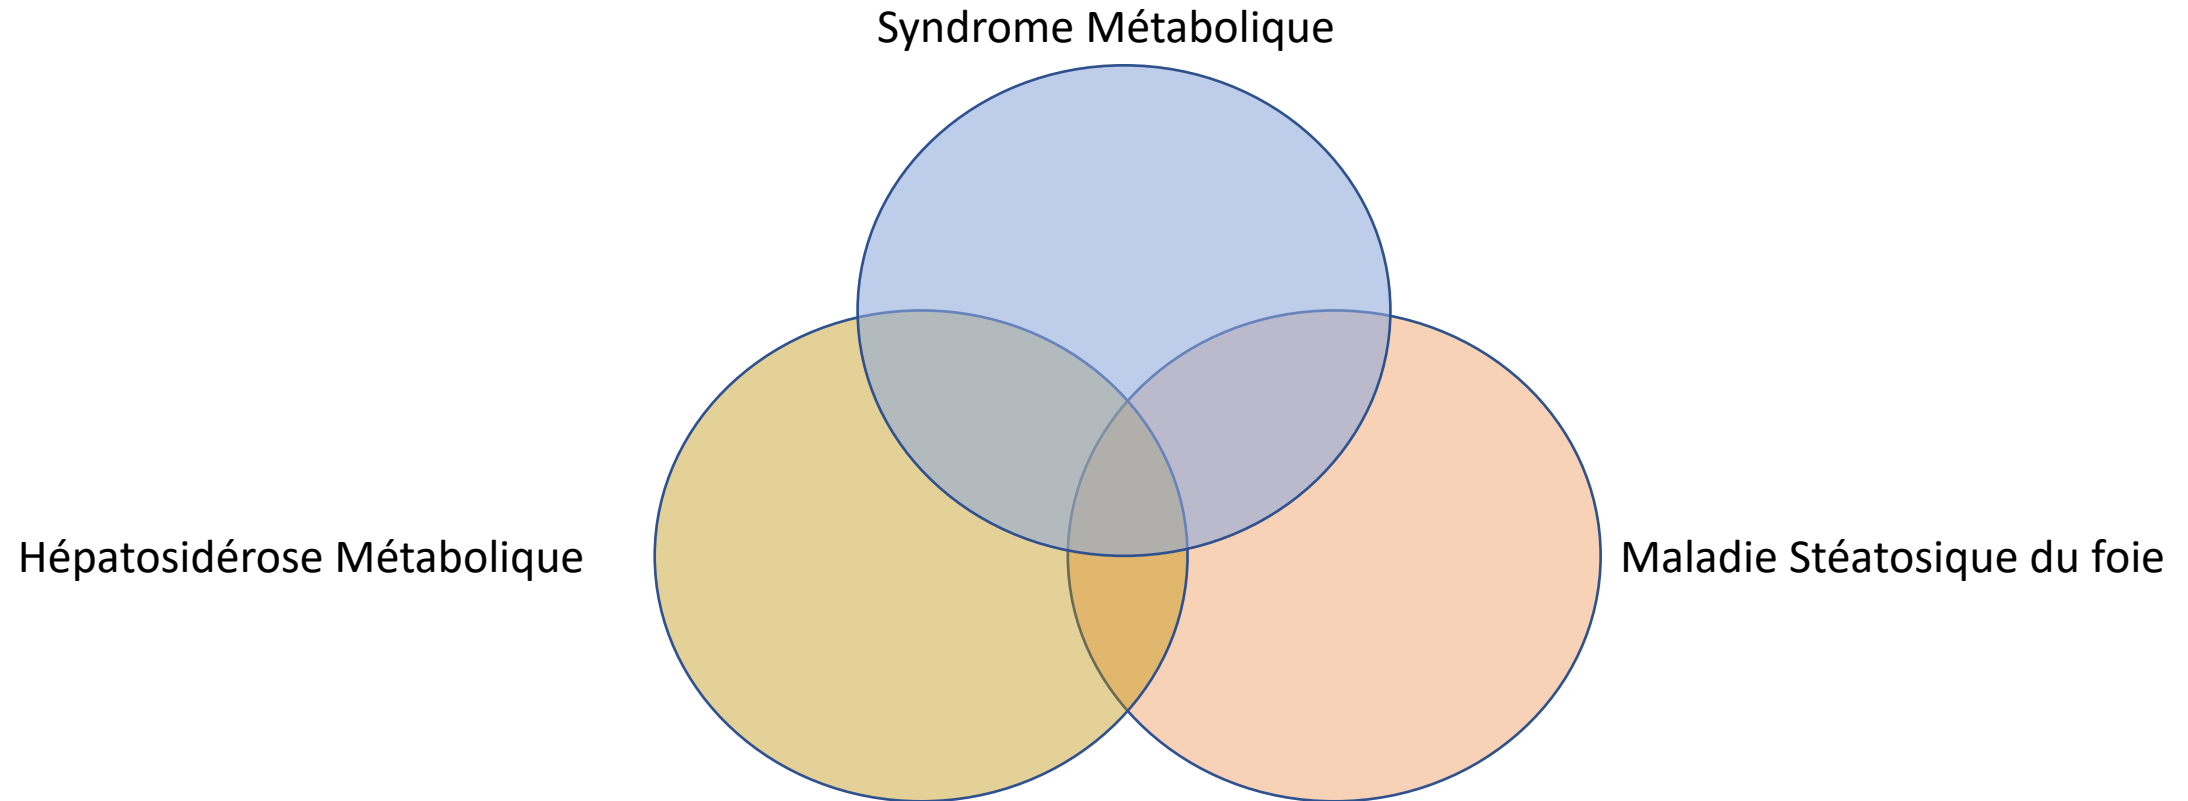 Syndrome Métabolique
Hépatosidérose Métabolique
Maladie Stéatosique du foie